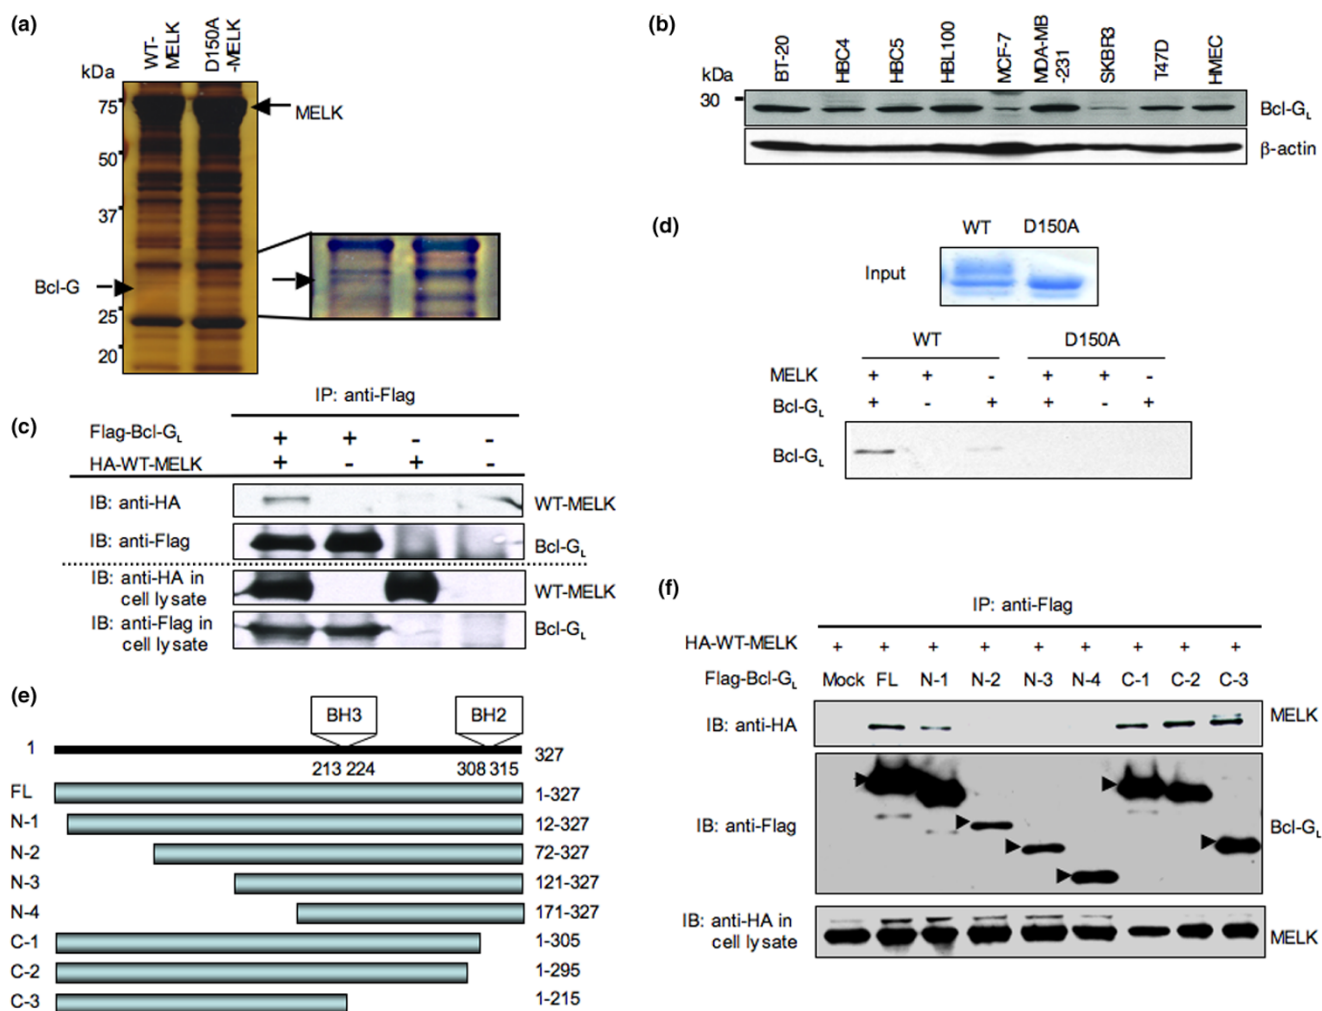 (a)
WT-
MELK
D150A
-MELK
kDa
75
50
37
25
20
MELK
Bcl-G
(b)
BT-20
HBC4
HBC5
HBL100
MCF-7
MDA-MB
-231
SKBR3
T47D
HMEC
kDa
30
Bcl-GL
β-actin
(c)
IP: anti-Flag
Flag-Bcl-GL + + - -
HA-WT-MELK + - + -
IB: anti-HA WT-MELK
IB: anti-Flag Bcl-GL
IB: anti-HA in
cell lysate
WT-MELK
IB: anti-Flag in
cell lysate
Bcl-GL
(d)
WT D150A
Input
WT D150A
MELK + + - + + -
Bcl-GL + - + + - +
Bcl-GL
(e)
BH3 BH2
1 327
213 224 308 315
FL 1-327
N-1 12-327
N-2 72-327
N-3 121-327
N-4 171-327
C-1 1-305
C-2 1-295
C-3 1-215
(f)
IP: anti-Flag
HA-WT-MELK + + + + + + + + +
Flag-Bcl-GL Mock FL N-1 N-2 N-3 N-4 C-1 C-2 C-3
IB: anti-HA MELK
IB: anti-Flag Bcl-GL
IB: anti-HA in
cell lysate
MELK